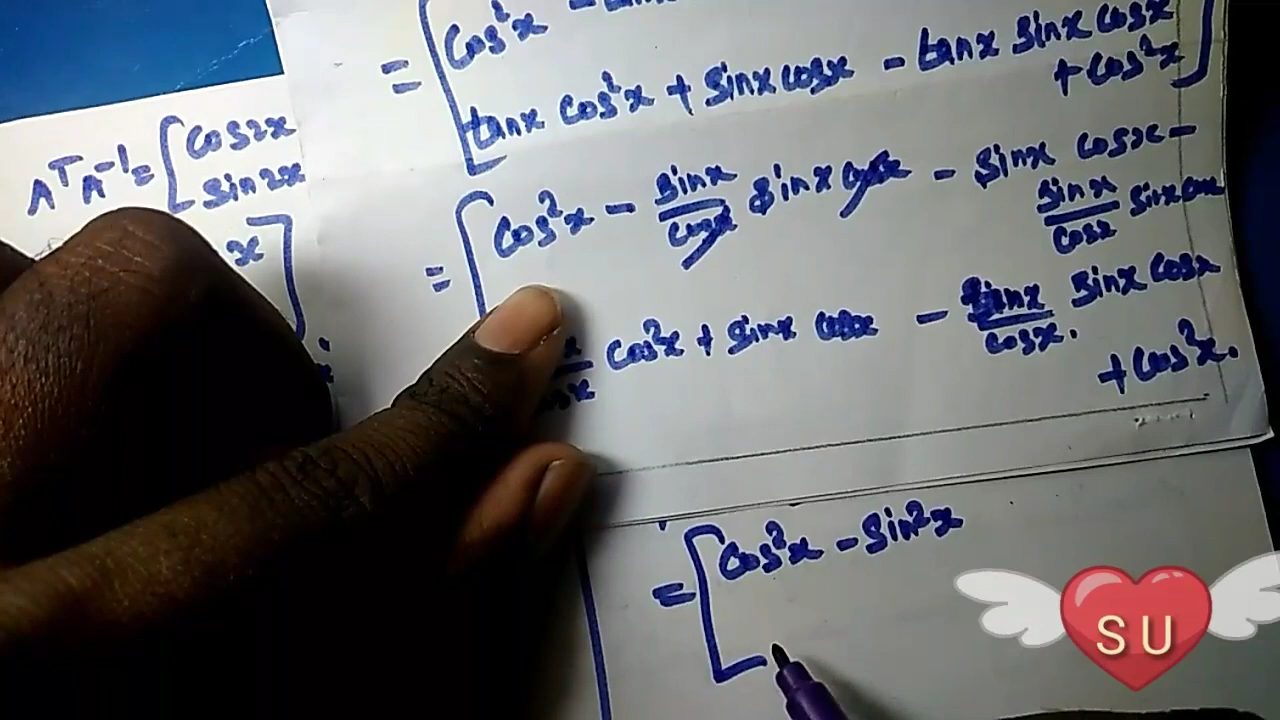 = [ cos²x
tanx cos²x + sinx cosx - tanx sinx cosx
+ cos²x ]
AᵀA⁻¹ = [ cos2x
sin2x
x ]
= [ cos²x - sinx/cosx sinx cosx - sinx cosx -
sinx/cosx sinx cosx
cos²x + sinx cosx - sinx/cosx sinx cosx
+ cos²x.
= [ cos²x - sin²x
SU